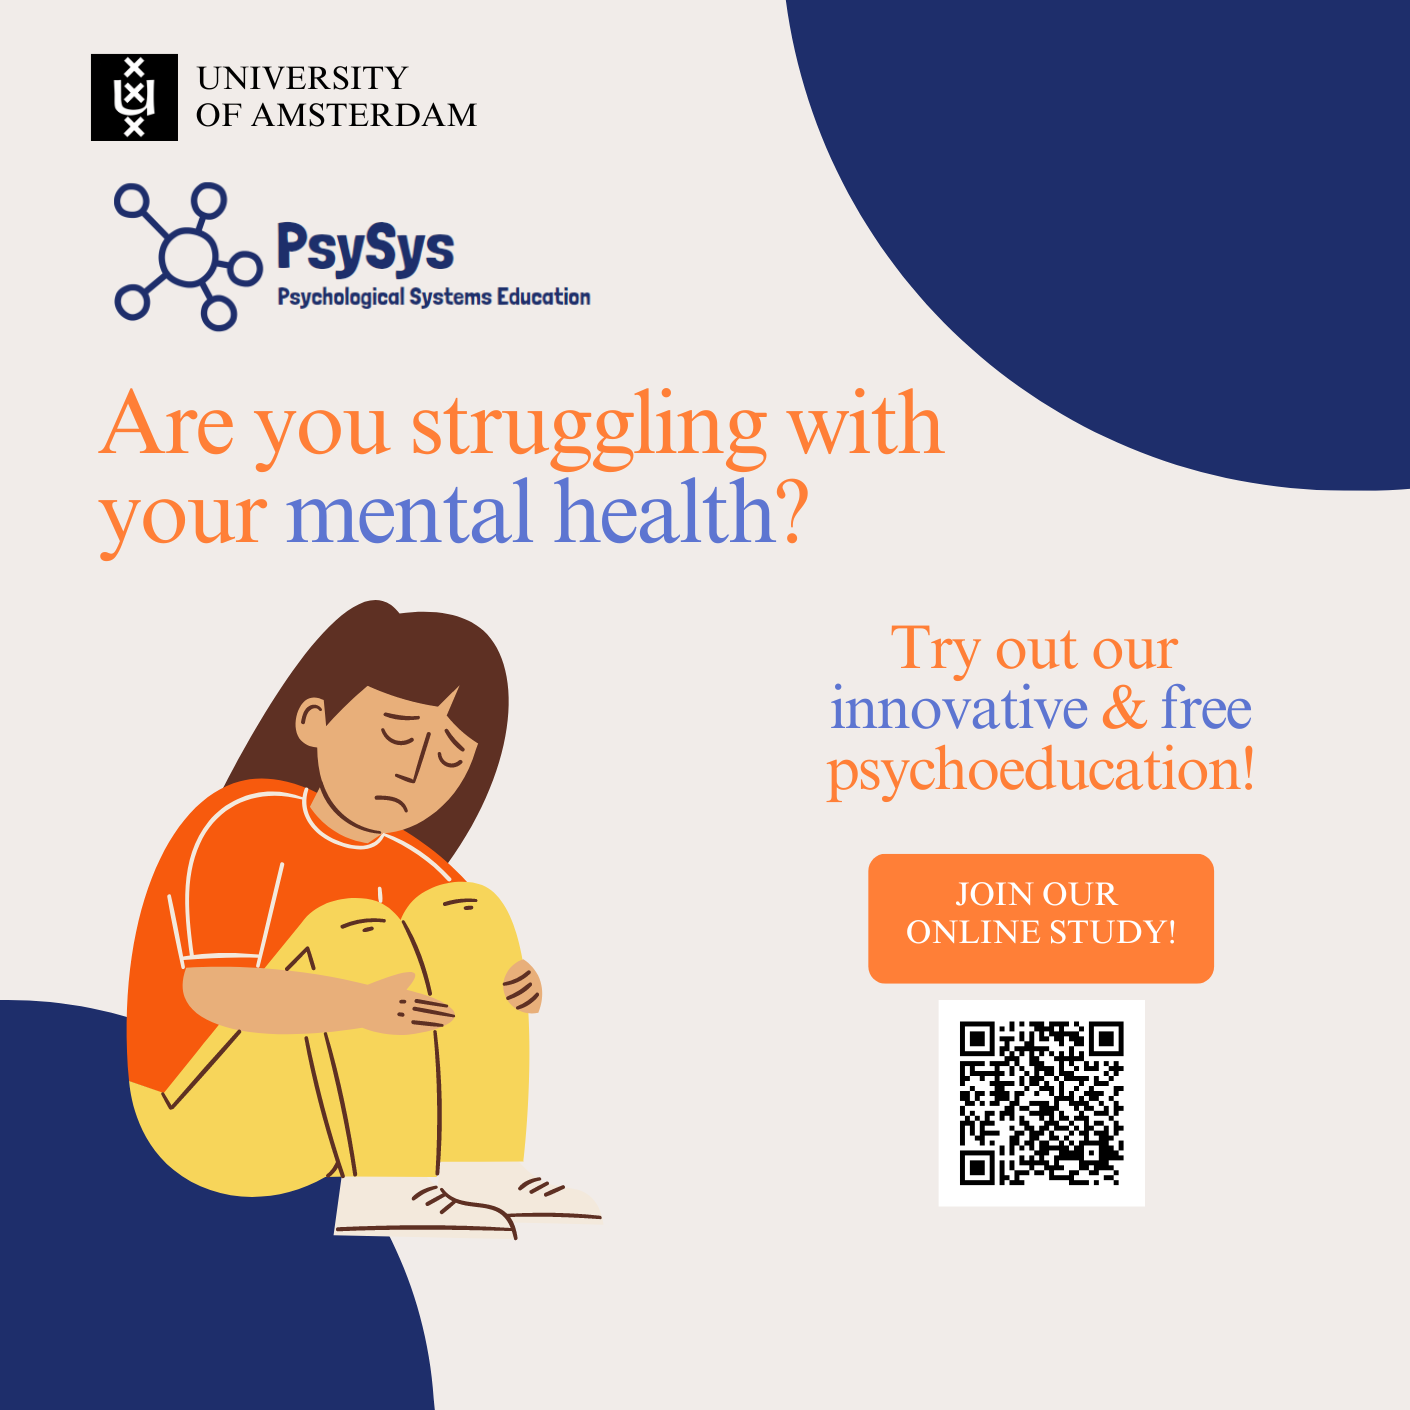 UNIVERSITY
OF AMSTERDAM
PsySys
Psychological Systems Education
Are you struggling with
your mental health?
Try out our
innovative & free
psychoeducation!
JOIN OUR
ONLINE STUDY!